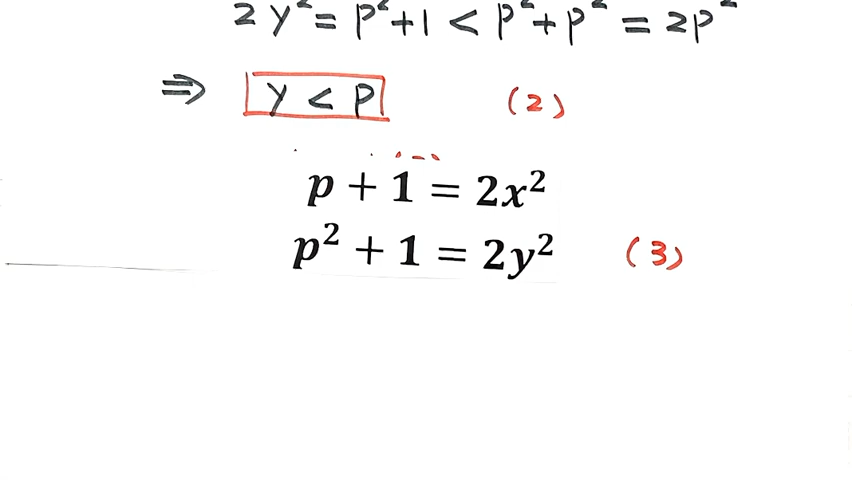 2y² = p²+1 < p²+p² = 2p²
⇒ y < p (2)
p + 1 = 2x²
p² + 1 = 2y² (3)